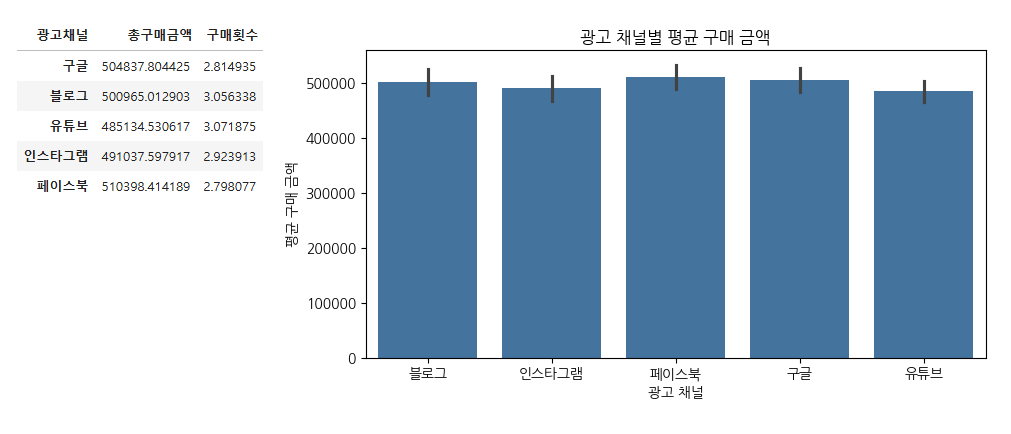 광고채널 총구매금액 구매횟수
구글 504837.804425 2.814935
블로그 500965.012903 3.056338
유튜브 485134.530617 3.071875
인스타그램 491037.597917 2.923913
페이스북 510398.414189 2.798077
광고 채널별 평균 구매 금액
평균 구매 금액
500000
400000
300000
200000
100000
0
블로그 인스타그램 페이스북 구글 유튜브
광고 채널